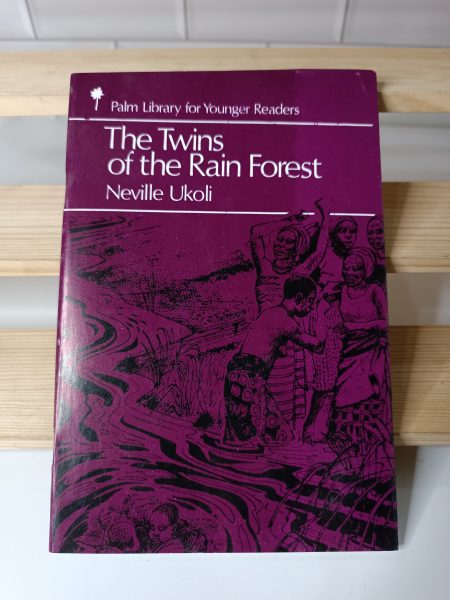 Palm Library for Younger Readers
The Twins
of the Rain Forest
Neville Ukoli